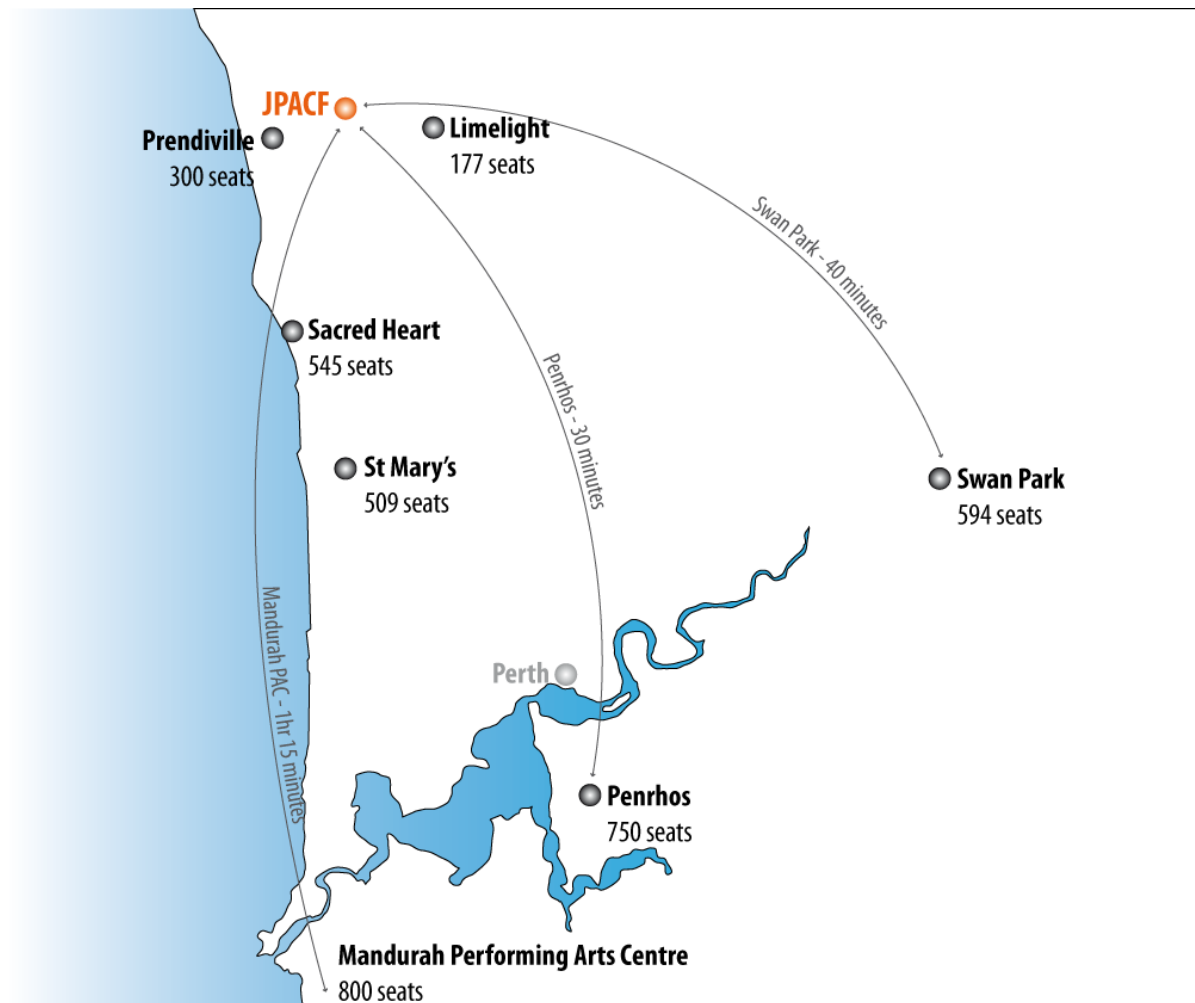 JPACF
Prendiville
300 seats
Limelight
177 seats
Swan Park - 40 minutes
Sacred Heart
545 seats
Penrhos - 30 minutes
St Mary's
509 seats
Swan Park
594 seats
Mandurah PAC - 1hr 15 minutes
Perth
Penrhos
750 seats
Mandurah Performing Arts Centre
800 seats